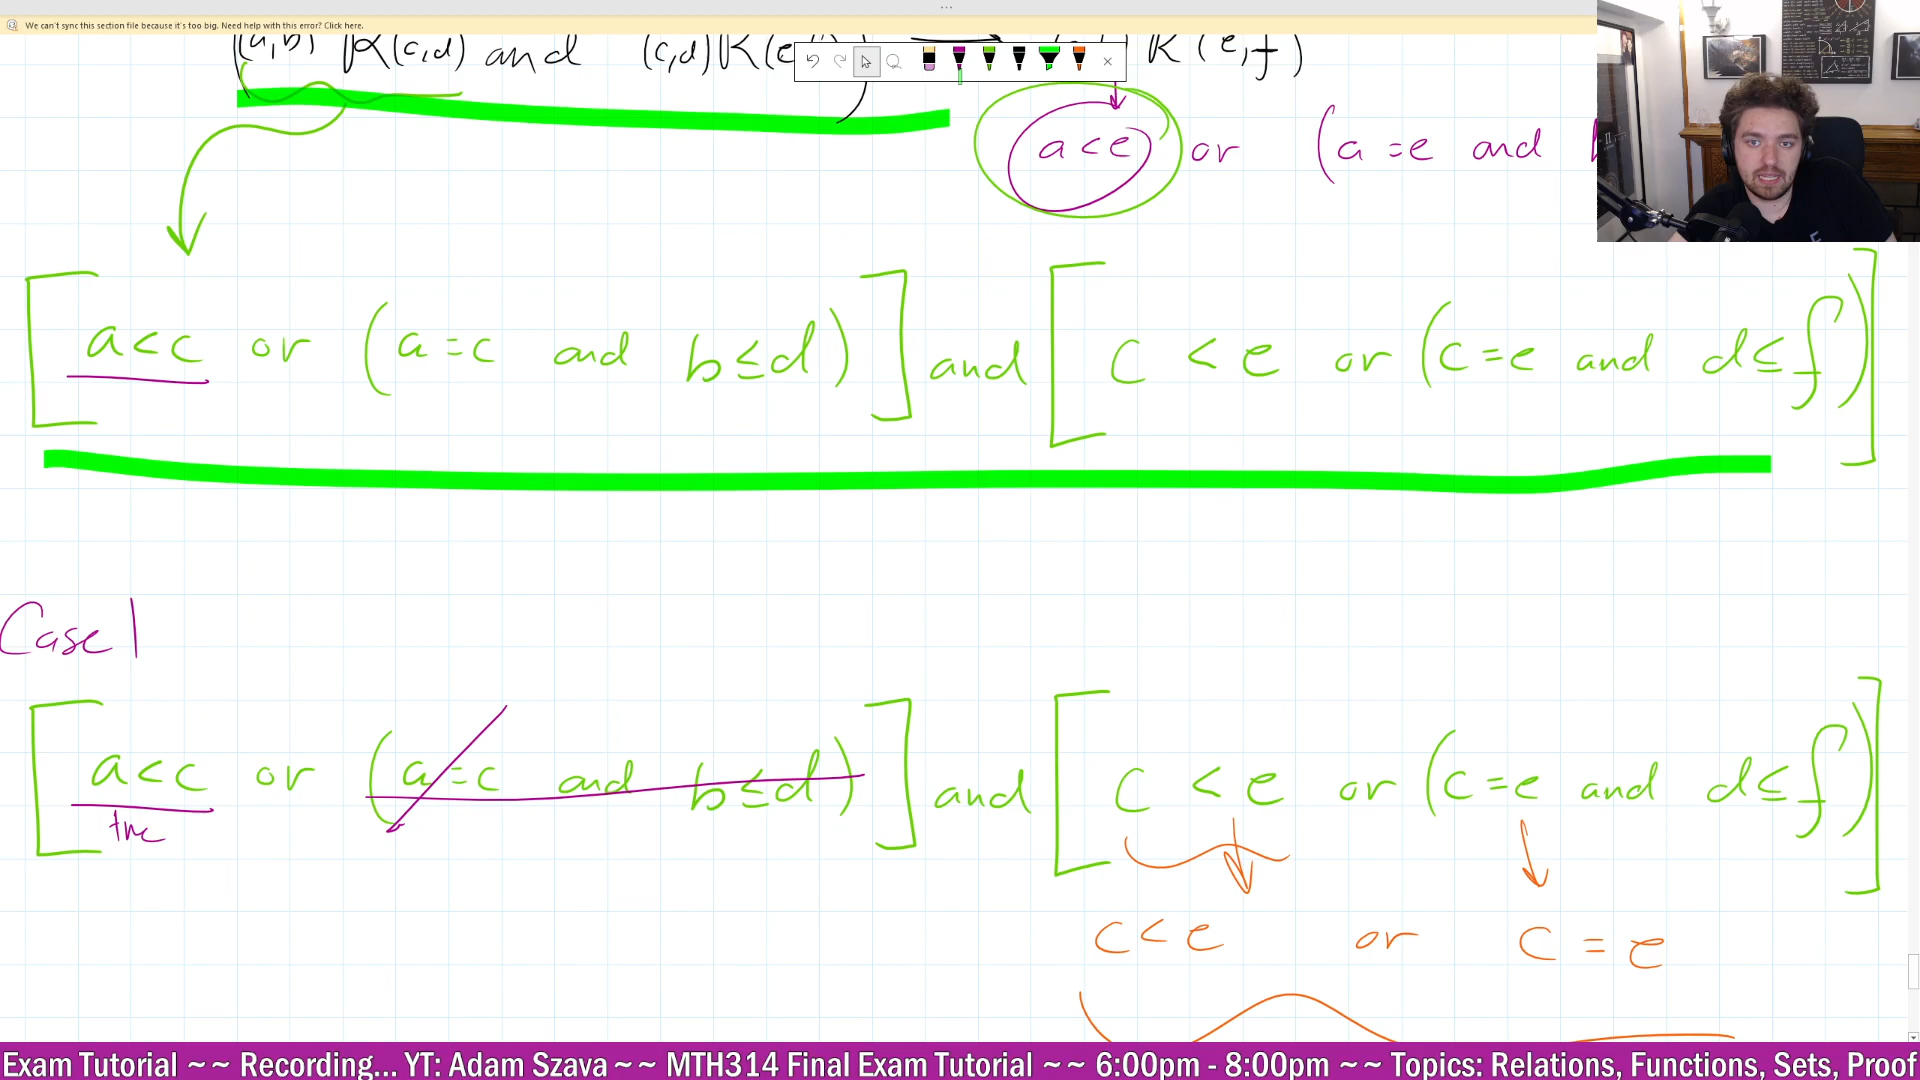 We can't sync this section file because it's too big. Need help with this error? Click here.
(a,b) R(c,d) and (c,d)R(e R(e,f)
a<c or (a=e and
[a<c or (a=c and b≤d)] and [c<e or (c=e and d≤f)]
Case 1
[a<c or (a=c and b≤d)] and [c<e or (c=e and d≤f)]
true
c<e or c=e
Exam Tutorial ~~ Recording... YT: Adam Szava ~~ MTH314 Final Exam Tutorial ~~ 6:00pm - 8:00pm ~~ Topics: Relations, Functions, Sets, Proof